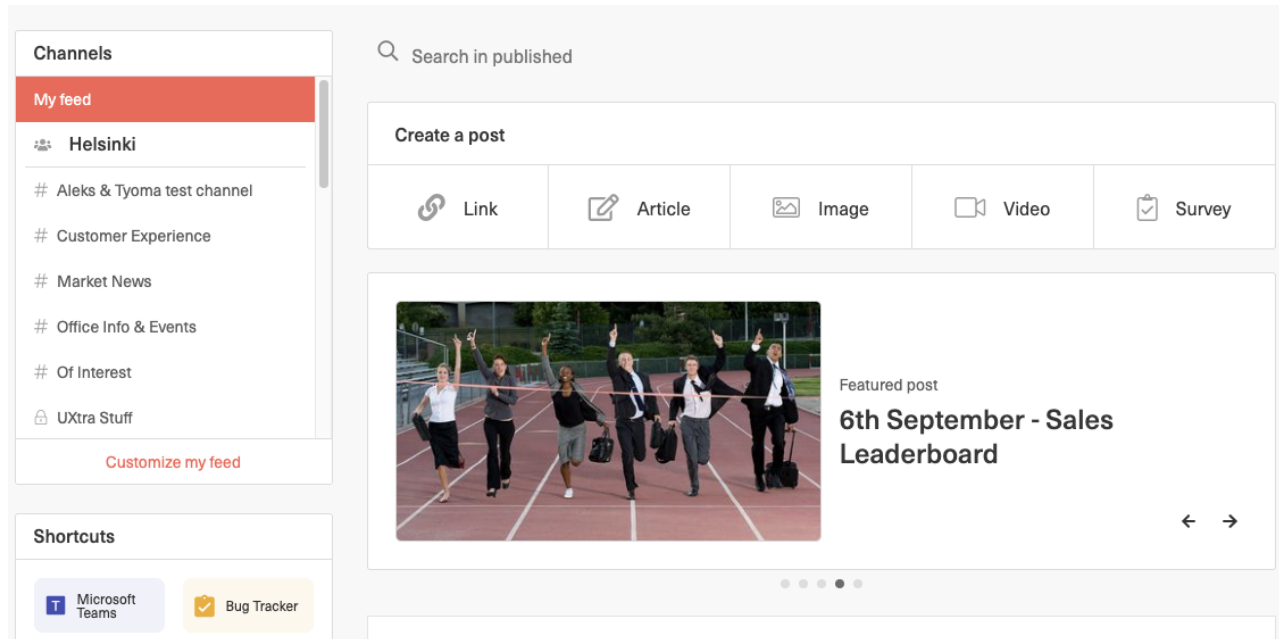 Channels
My feed
Helsinki
# Aleks & Tyoma test channel
# Customer Experience
# Market News
# Office Info & Events
# Of Interest
UXtra Stuff
Customize my feed
Shortcuts
T Microsoft
Teams
Bug Tracker
Search in published
Create a post
Link
Article
Image
Video
Survey
Featured post
6th September - Sales
Leaderboard